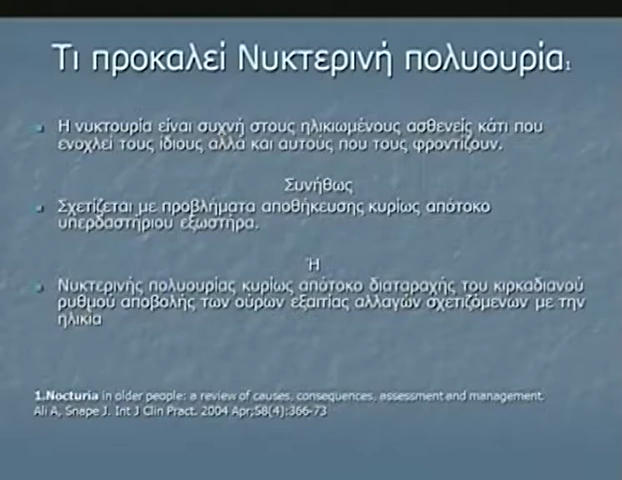 Τι προκαλεί Νυκτερινή πολυουρία1
Η νυκτουρία είναι συχνή στους ηλικιωμένους ασθενείς κάτι που
ενοχλεί τους ίδιους αλλά και αυτούς που τους φροντίζουν.
Συνήθως
Σχετίζεται με προβλήματα αποθήκευσης κυρίως απότοκο
υπερδαστήριου εξωστήρα.
Ή
Νυκτερινής πολυουρίας κυρίως απότοκο διαταραχής του κιρκαδιανού
ρυθμού αποβολής των ούρων εξαιτίας αλλαγών σχετιζόμενων με την
ηλικία
1.Nocturia in older people: a review of causes, consequences, assessment and management.
Ali A, Snape J. Int J Clin Pract. 2004 Apr;58(4):366-73